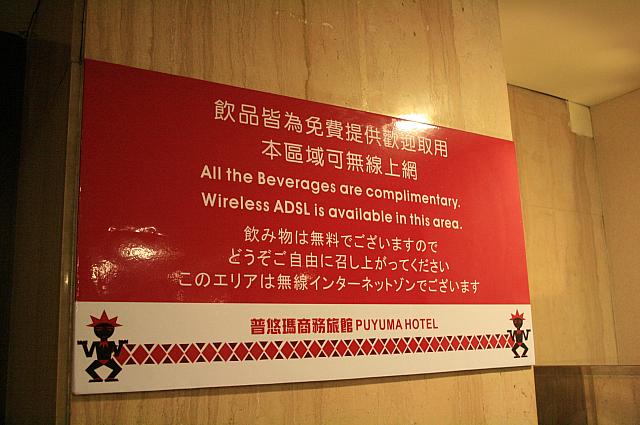 飲品皆為免費提供歡迎取用
本區域可無線上網
All the Beverages are complimentary.
Wireless ADSL is available in this area.
飲み物は無料でございますので
どうぞご自由に召し上がってください
このエリアは無線インターネットゾンでございます
普悠瑪商務旅館 PUYUMA HOTEL